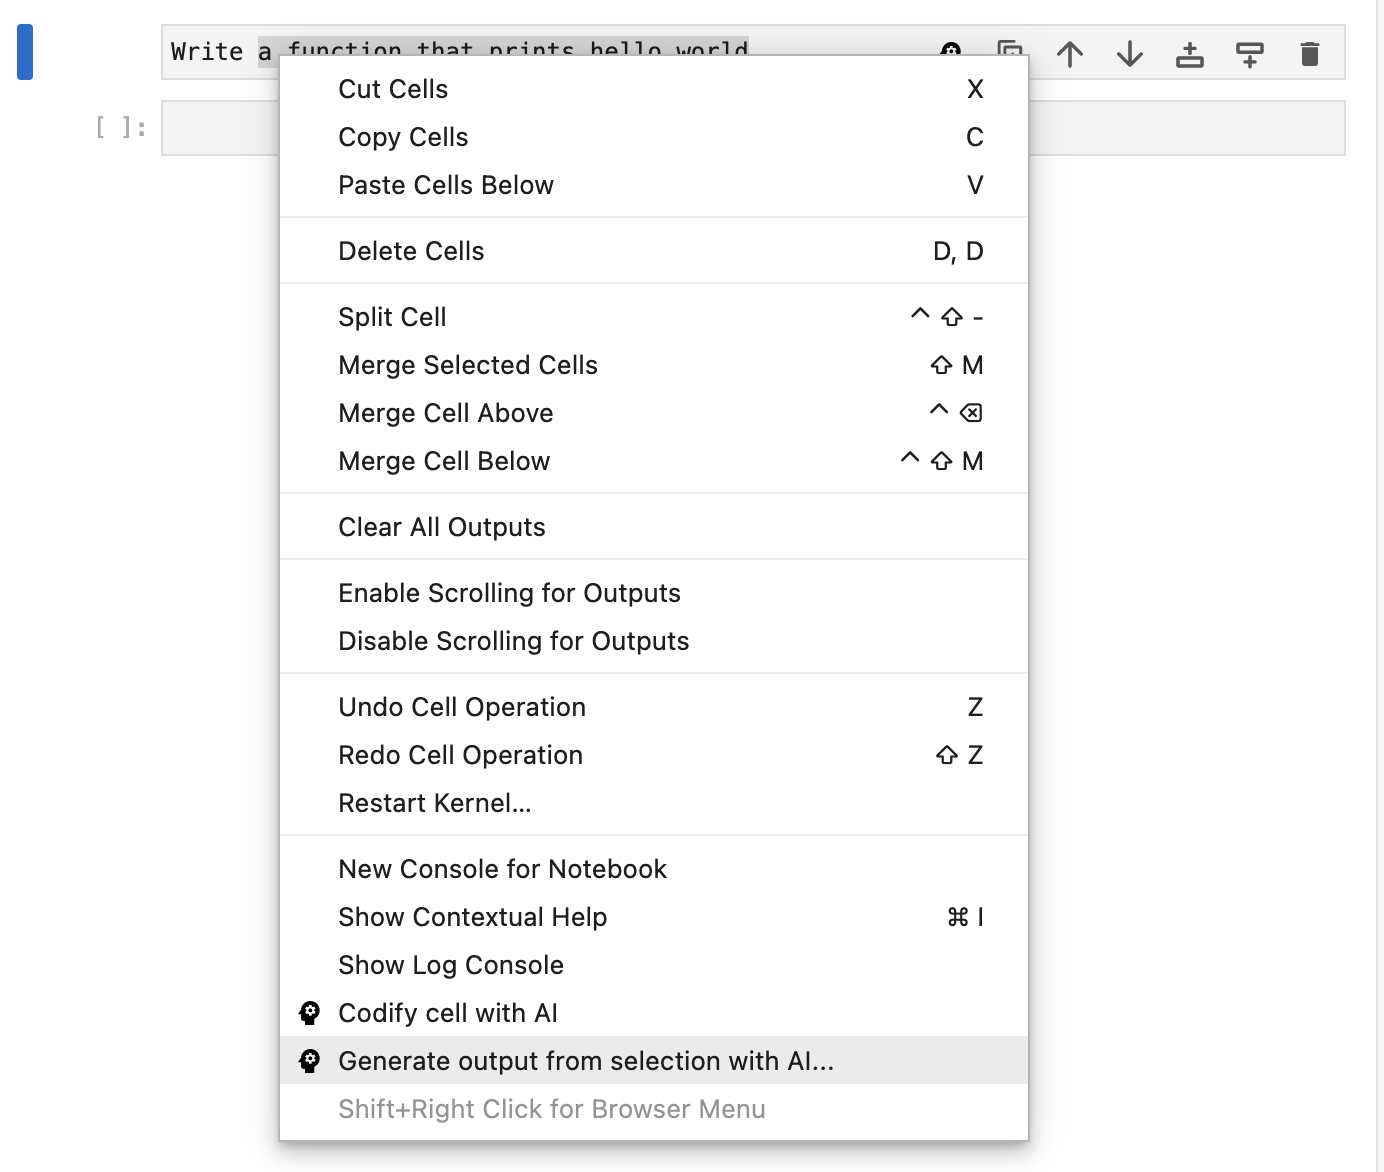 Write a function that prints hello world
[ ]:
Cut Cells X
Copy Cells C
Paste Cells Below V
Delete Cells D, D
Split Cell ^ ⇧ -
Merge Selected Cells ⇧ M
Merge Cell Above ^ ⌫
Merge Cell Below ^ ⇧ M
Clear All Outputs
Enable Scrolling for Outputs
Disable Scrolling for Outputs
Undo Cell Operation Z
Redo Cell Operation ⇧ Z
Restart Kernel...
New Console for Notebook
Show Contextual Help ⌘ I
Show Log Console
Codify cell with AI
Generate output from selection with AI...
Shift+Right Click for Browser Menu